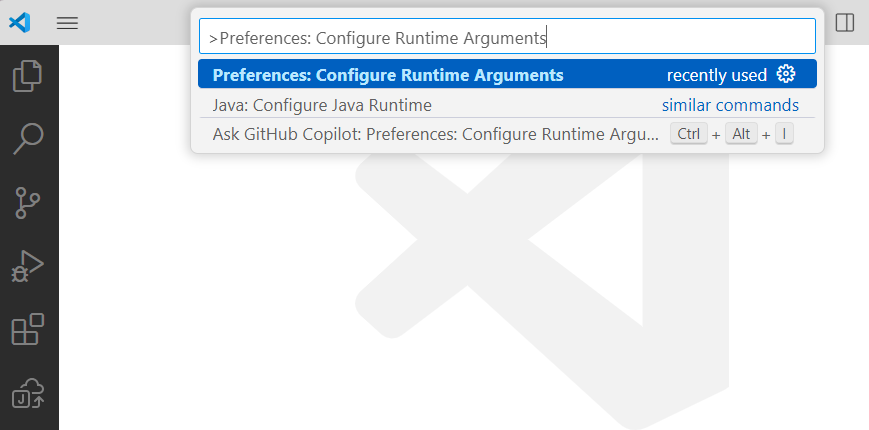 >Preferences: Configure Runtime Arguments
Preferences: Configure Runtime Arguments recently used
Java: Configure Java Runtime similar commands
Ask GitHub Copilot: Preferences: Configure Runtime Argu... Ctrl + Alt + I
J